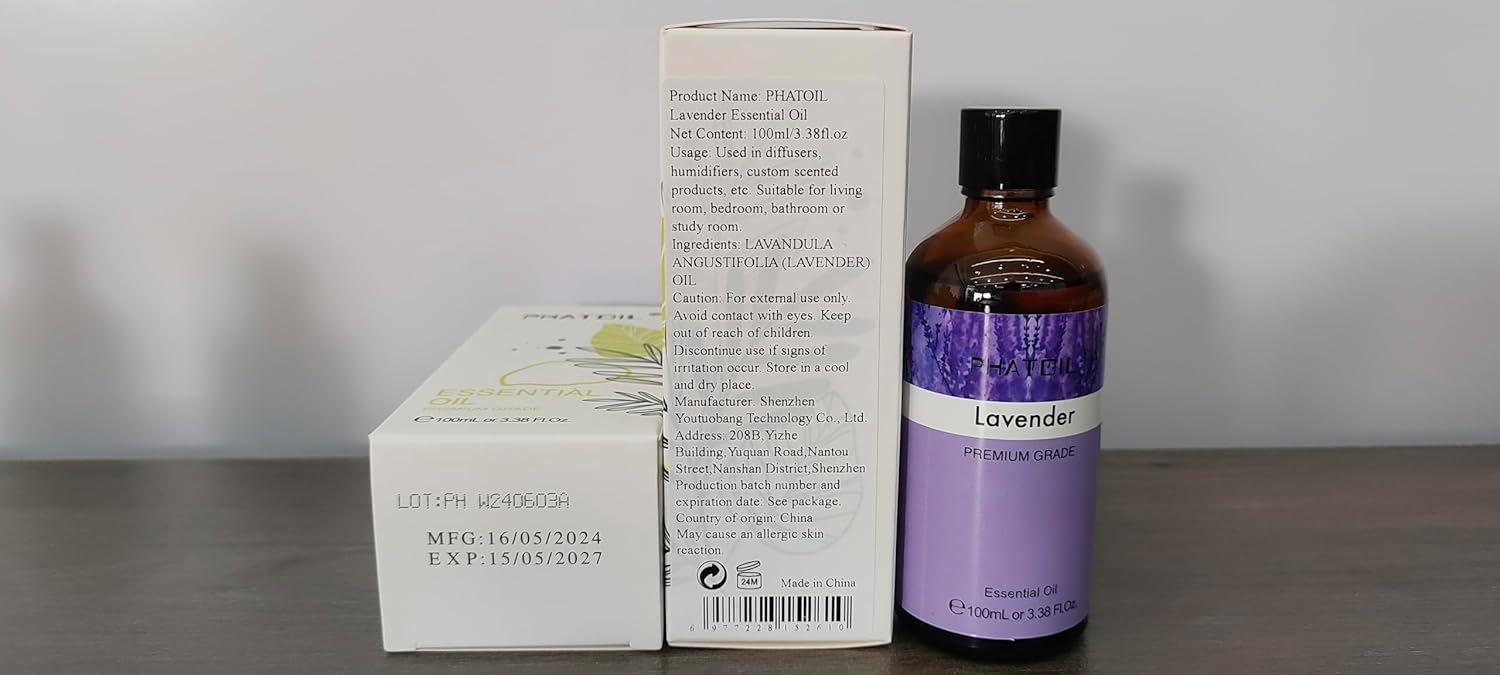 PHATOIL
ESSENTIAL
OIL
PREMIUM GRADE
℮100mL or 3.38 Fl.Oz.
LOT:PH W240603A
MFG:16/05/2024
EXP:15/05/2027
Product Name: PHATOIL
Lavender Essential Oil
Net Content: 100ml/3.38fl.oz
Usage: Used in diffusers,
humidifiers, custom scented
products, etc. Suitable for living
room, bedroom, bathroom or
study room.
Ingredients: LAVANDULA
ANGUSTIFOLIA (LAVENDER)
OIL
Caution: For external use only.
Avoid contact with eyes. Keep
out of reach of children.
Discontinue use if signs of
irritation occur. Store in a cool
and dry place.
Manufacturer: Shenzhen
Youtuobang Technology Co., Ltd.
Address: 208B,Yizhe
Building,Yuquan Road,Nantou
Street,Nanshan District,Shenzhen
Production batch number and
expiration date: See package.
Country of origin: China
May cause an allergic skin
reaction.
24M
Made in China
6 977228 152610
PHATOIL
Lavender
PREMIUM GRADE
Essential Oil
℮100mL or 3.38 Fl.Oz.